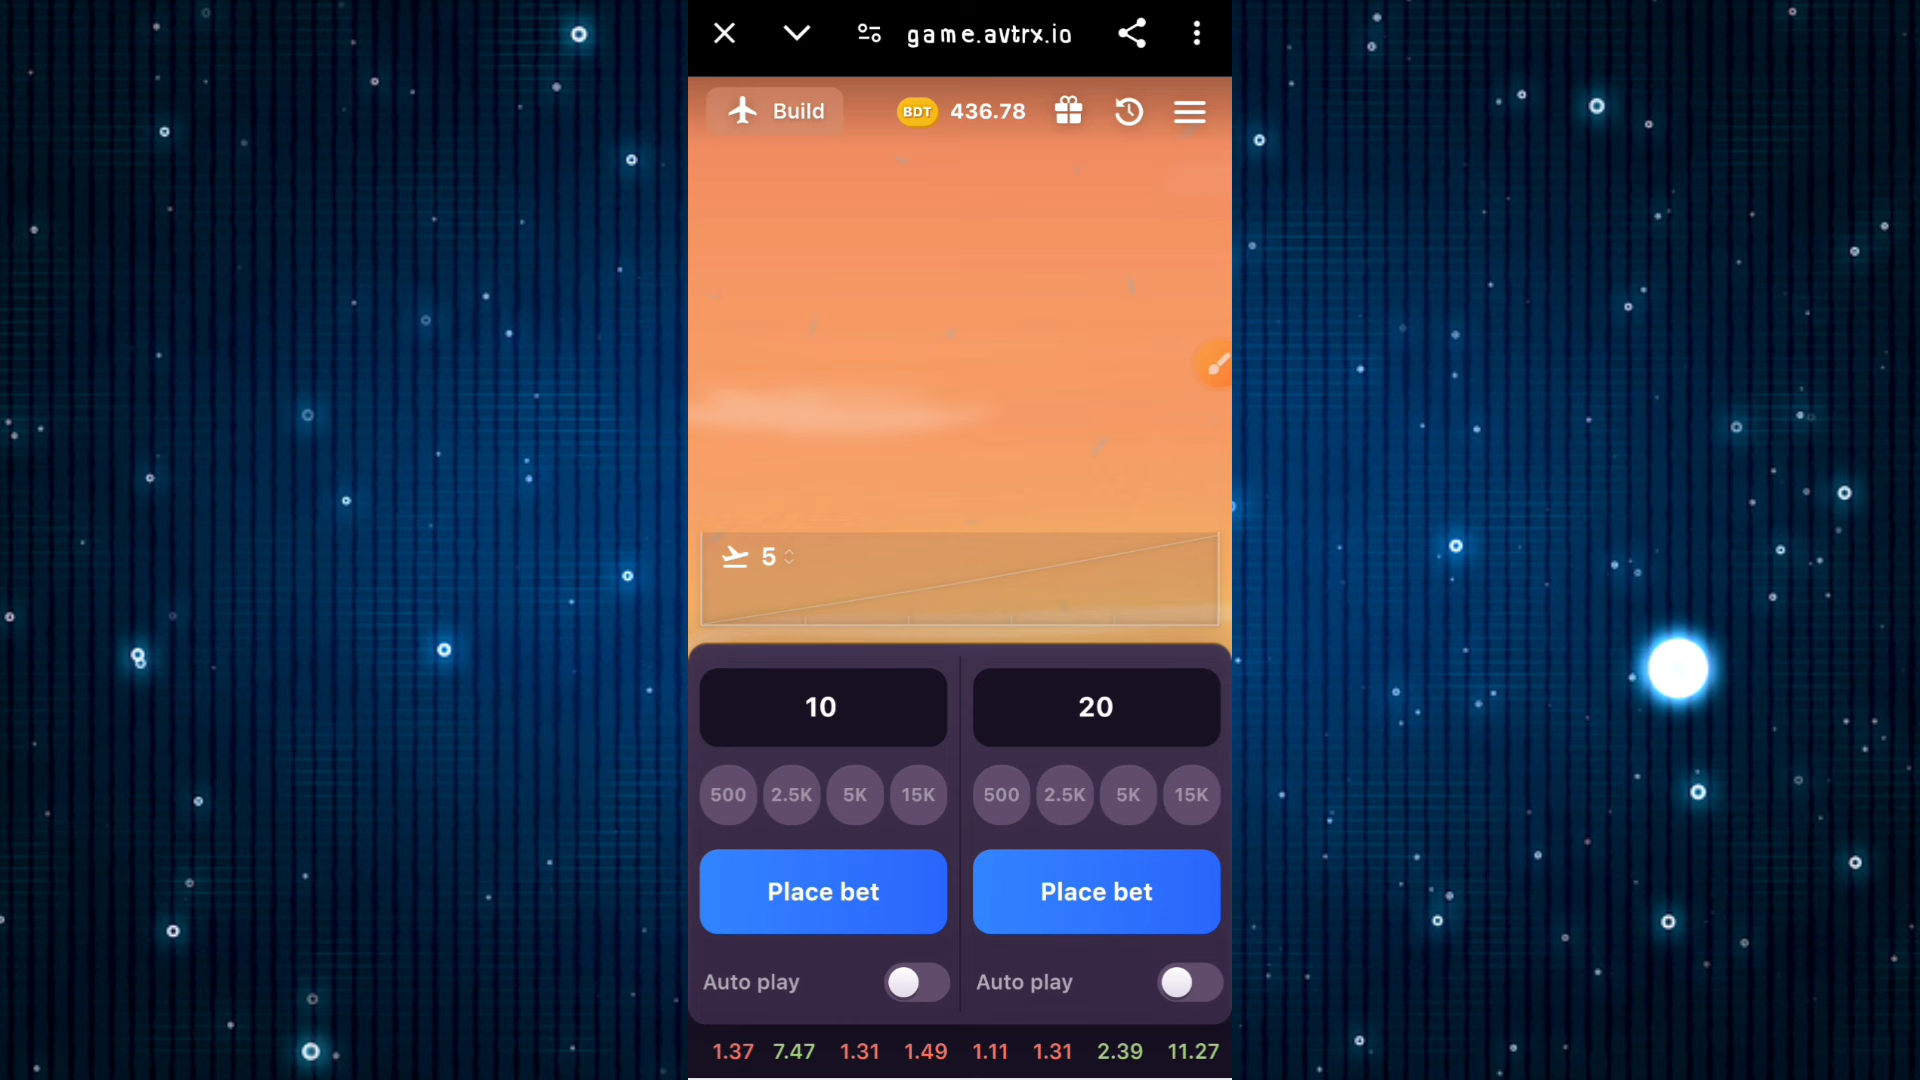 game.avtrx.io
Build BDT 436.78
5
10 20
500 2.5K 5K 15K 500 2.5K 5K 15K
Place bet Place bet
Auto play Auto play
1.37 7.47 1.31 1.49 1.11 1.31 2.39 11.27